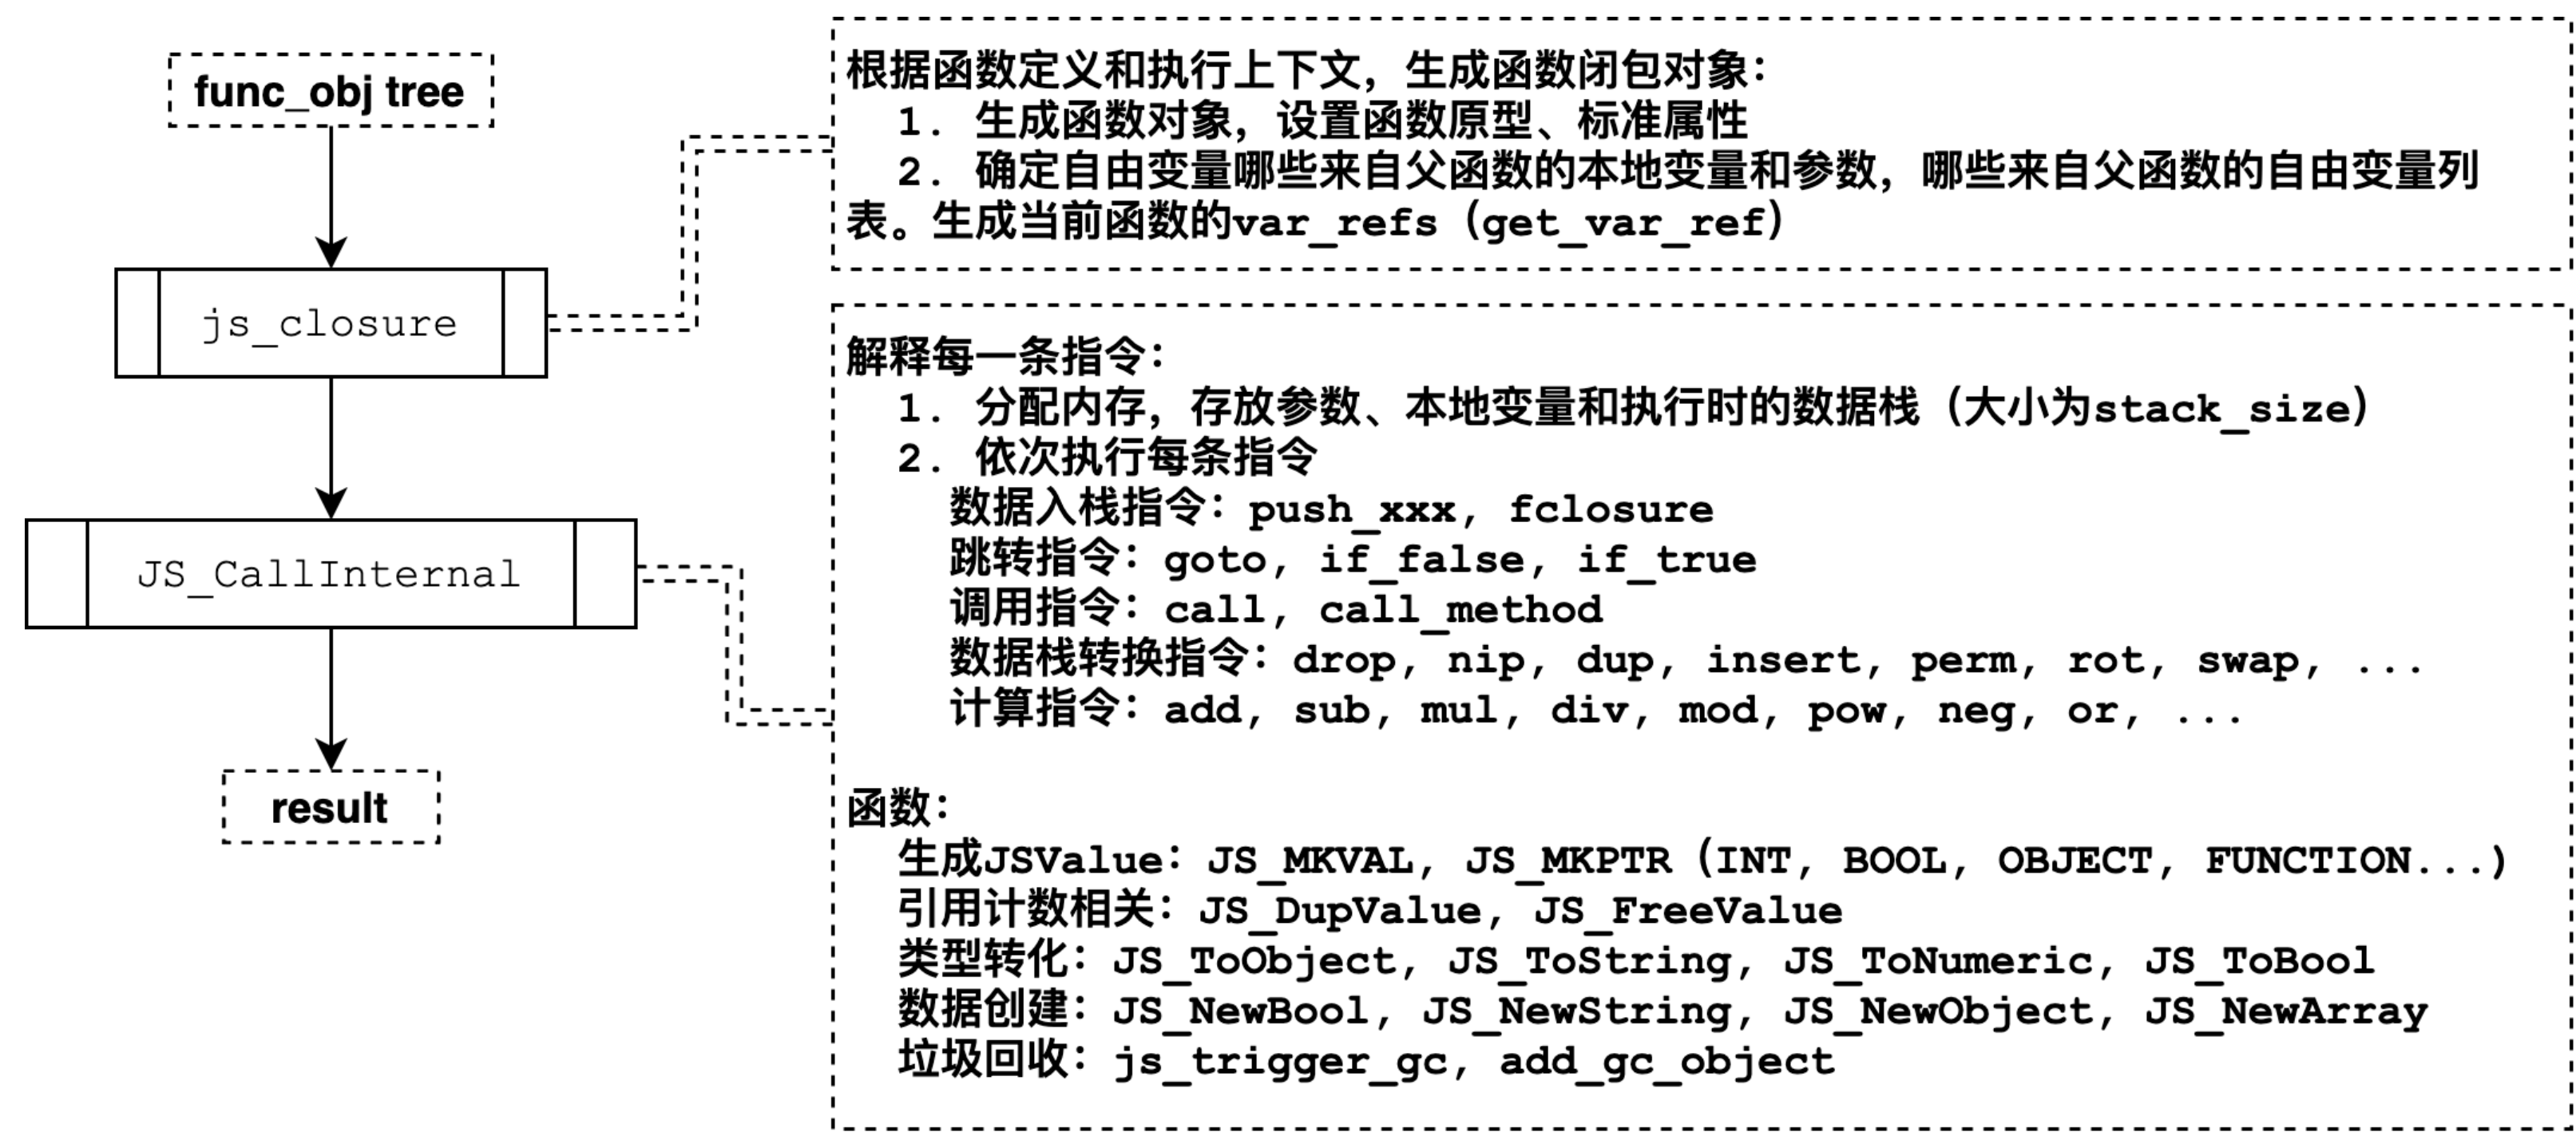 func_obj tree
js_closure
JS_CallInternal
result
根据函数定义和执行上下文，生成函数闭包对象：
1. 生成函数对象，设置函数原型、标准属性
2. 确定自由变量哪些来自父函数的本地变量和参数，哪些来自父函数的自由变量列
表。生成当前函数的var_refs（get_var_ref）
解释每一条指令：
1. 分配内存，存放参数、本地变量和执行时的数据栈（大小为stack_size）
2. 依次执行每条指令
数据入栈指令：push_xxx, fclosure
跳转指令：goto, if_false, if_true
调用指令：call, call_method
数据栈转换指令：drop, nip, dup, insert, perm, rot, swap, ...
计算指令：add, sub, mul, div, mod, pow, neg, or, ...
函数：
生成JSValue：JS_MKVAL, JS_MKPTR（INT, BOOL, OBJECT, FUNCTION...)
引用计数相关：JS_DupValue, JS_FreeValue
类型转化：JS_ToObject, JS_ToString, JS_ToNumeric, JS_ToBool
数据创建：JS_NewBool, JS_NewString, JS_NewObject, JS_NewArray
垃圾回收：js_trigger_gc, add_gc_object